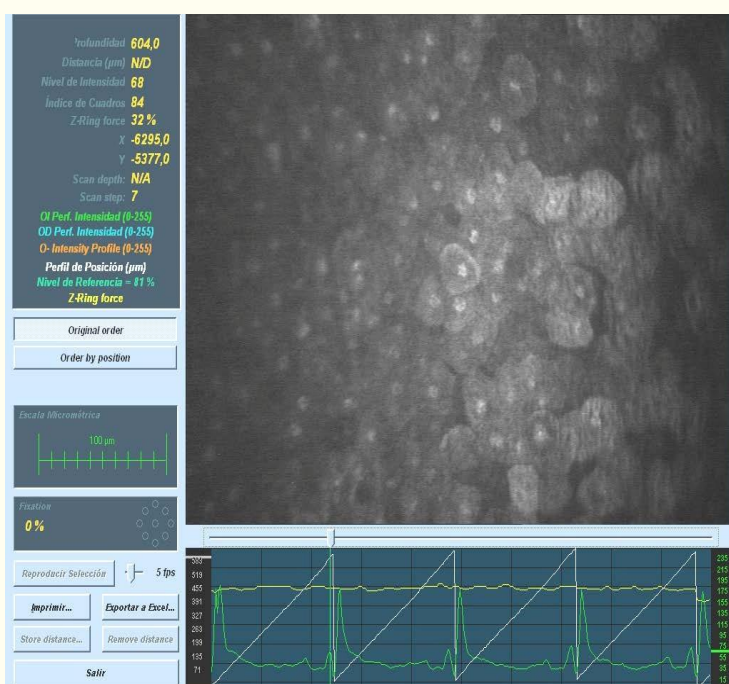 Profundidad 604,0
Distancia (µm) N/D
Nivel de Intensidad 68
Índice de Cuadros 84
Z-Ring force 32 %
X -6295,0
Y -5377,0
Scan depth: N/A
Scan step: 7
OI Perf. Intensidad (0-255)
OD Perf. Intensidad (0-255)
O- Intensity Profile (0-255)
Perfil de Posición (µm)
Nivel de Referencia = 81 %
Z-Ring force
Original order
Order by position
Escala Micrométrica
100 µm
Fixation
0 %
Reproducir Selección
5 fps
Imprimir...
Exportar a Excel...
Store distance...
Remove distance
Salir
583
519
455
391
327
263
199
135
71
235
215
195
175
155
135
115
95
75
55
35
15